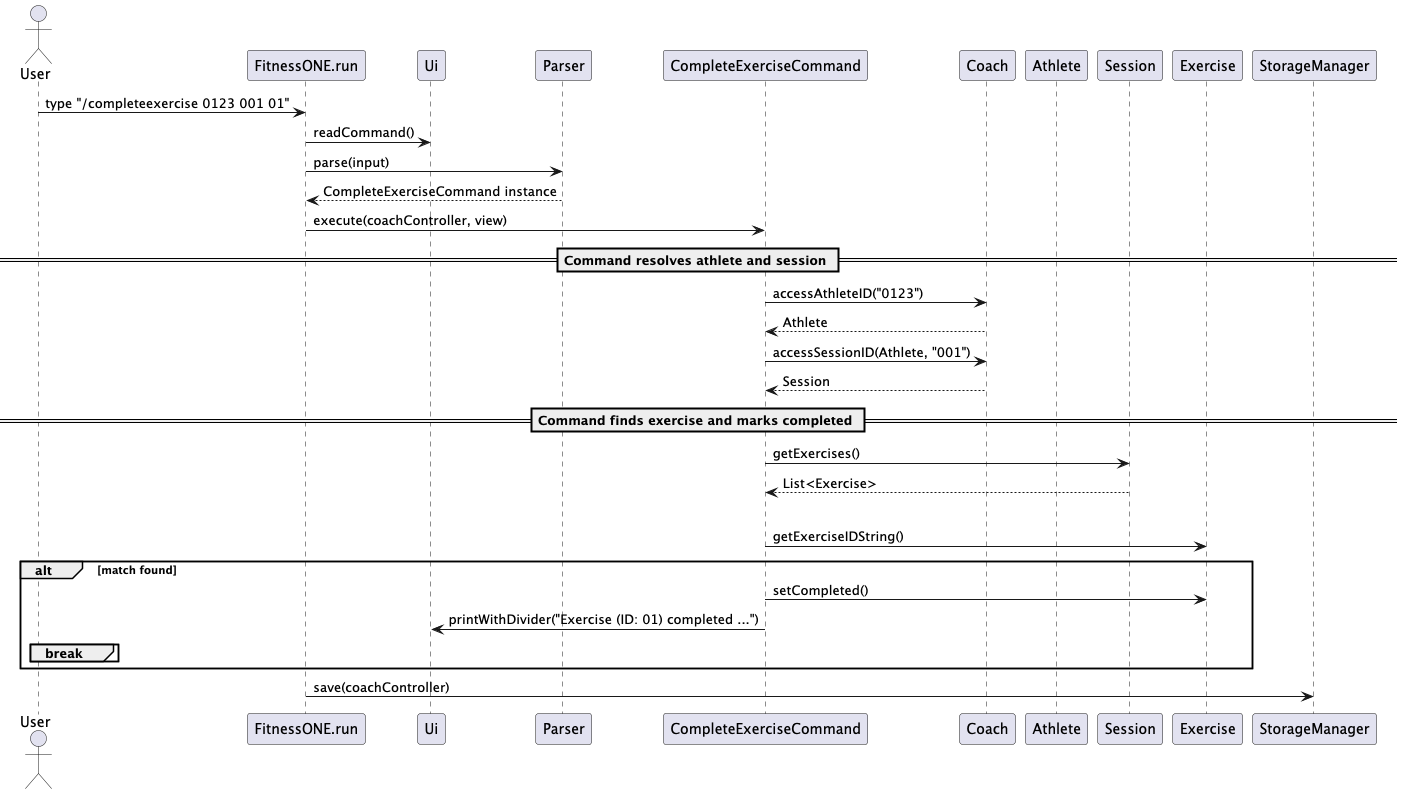 User
FitnessONE.run
Ui
Parser
CompleteExerciseCommand
Coach
Athlete
Session
Exercise
StorageManager
type "/completeexercise 0123 001 01"
readCommand()
parse(input)
CompleteExerciseCommand instance
execute(coachController, view)
Command resolves athlete and session
accessAthleteID("0123")
Athlete
accessSessionID(Athlete, "001")
Session
Command finds exercise and marks completed
getExercises()
List<Exercise>
getExerciseIDString()
alt [match found]
setCompleted()
printWithDivider("Exercise (ID: 01) completed ...")
break
save(coachController)
User
FitnessONE.run
Ui
Parser
CompleteExerciseCommand
Coach
Athlete
Session
Exercise
StorageManager